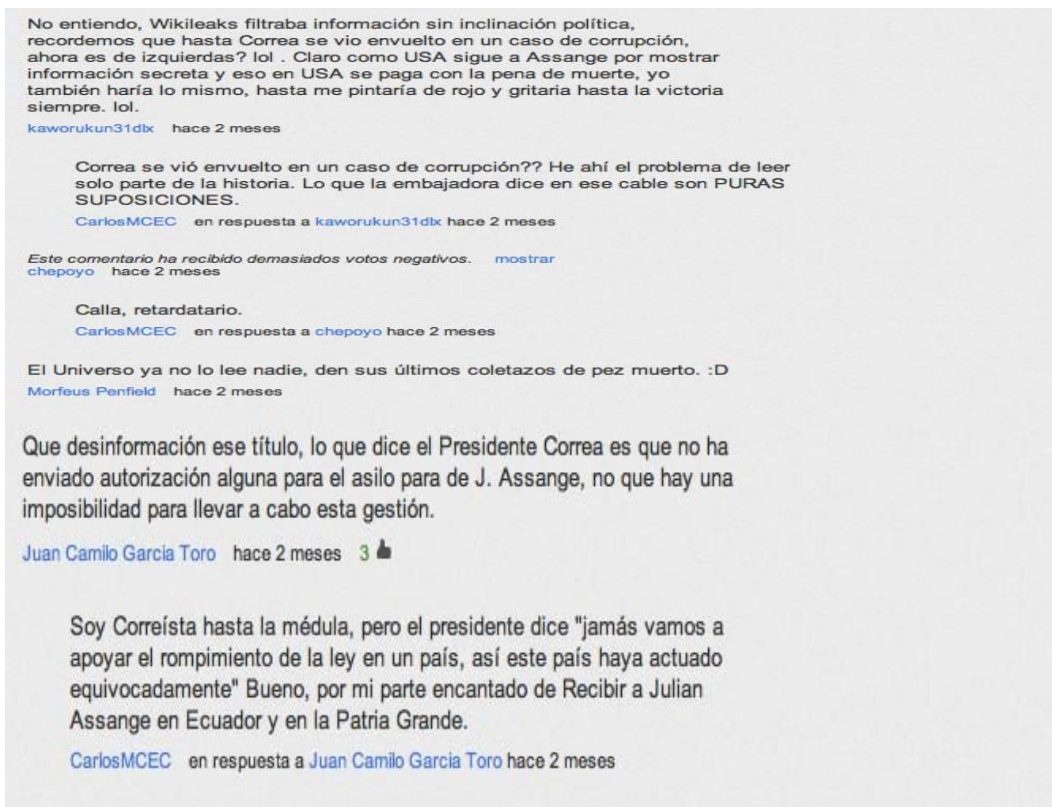 No entiendo, Wikileaks filtraba información sin inclinación política,
recordemos que hasta Correa se vio envuelto en un caso de corrupción,
ahora es de izquierdas? lol . Claro como USA sigue a Assange por mostrar
información secreta y eso en USA se paga con la pena de muerte, yo
también haría lo mismo, hasta me pintaría de rojo y gritaria hasta la victoria
siempre. lol.
kaworukun31dlx hace 2 meses
Correa se vió envuelto en un caso de corrupción?? He ahí el problema de leer
solo parte de la historia. Lo que la embajadora dice en ese cable son PURAS
SUPOSICIONES.
CarlosMCEC en respuesta a kaworukun31dlx hace 2 meses
Este comentario ha recibido demasiados votos negativos. mostrar
chepoyo hace 2 meses
Calla, retardatario.
CarlosMCEC en respuesta a chepoyo hace 2 meses
El Universo ya no lo lee nadie, den sus últimos coletazos de pez muerto. :D
Morfeus Penfield hace 2 meses
Que desinformación ese título, lo que dice el Presidente Correa es que no ha
enviado autorización alguna para el asilo para de J. Assange, no que hay una
imposibilidad para llevar a cabo esta gestión.
Juan Camilo Garcia Toro hace 2 meses 3
Soy Correísta hasta la médula, pero el presidente dice "jamás vamos a
apoyar el rompimiento de la ley en un país, así este país haya actuado
equivocadamente" Bueno, por mi parte encantado de Recibir a Julian
Assange en Ecuador y en la Patria Grande.
CarlosMCEC en respuesta a Juan Camilo Garcia Toro hace 2 meses